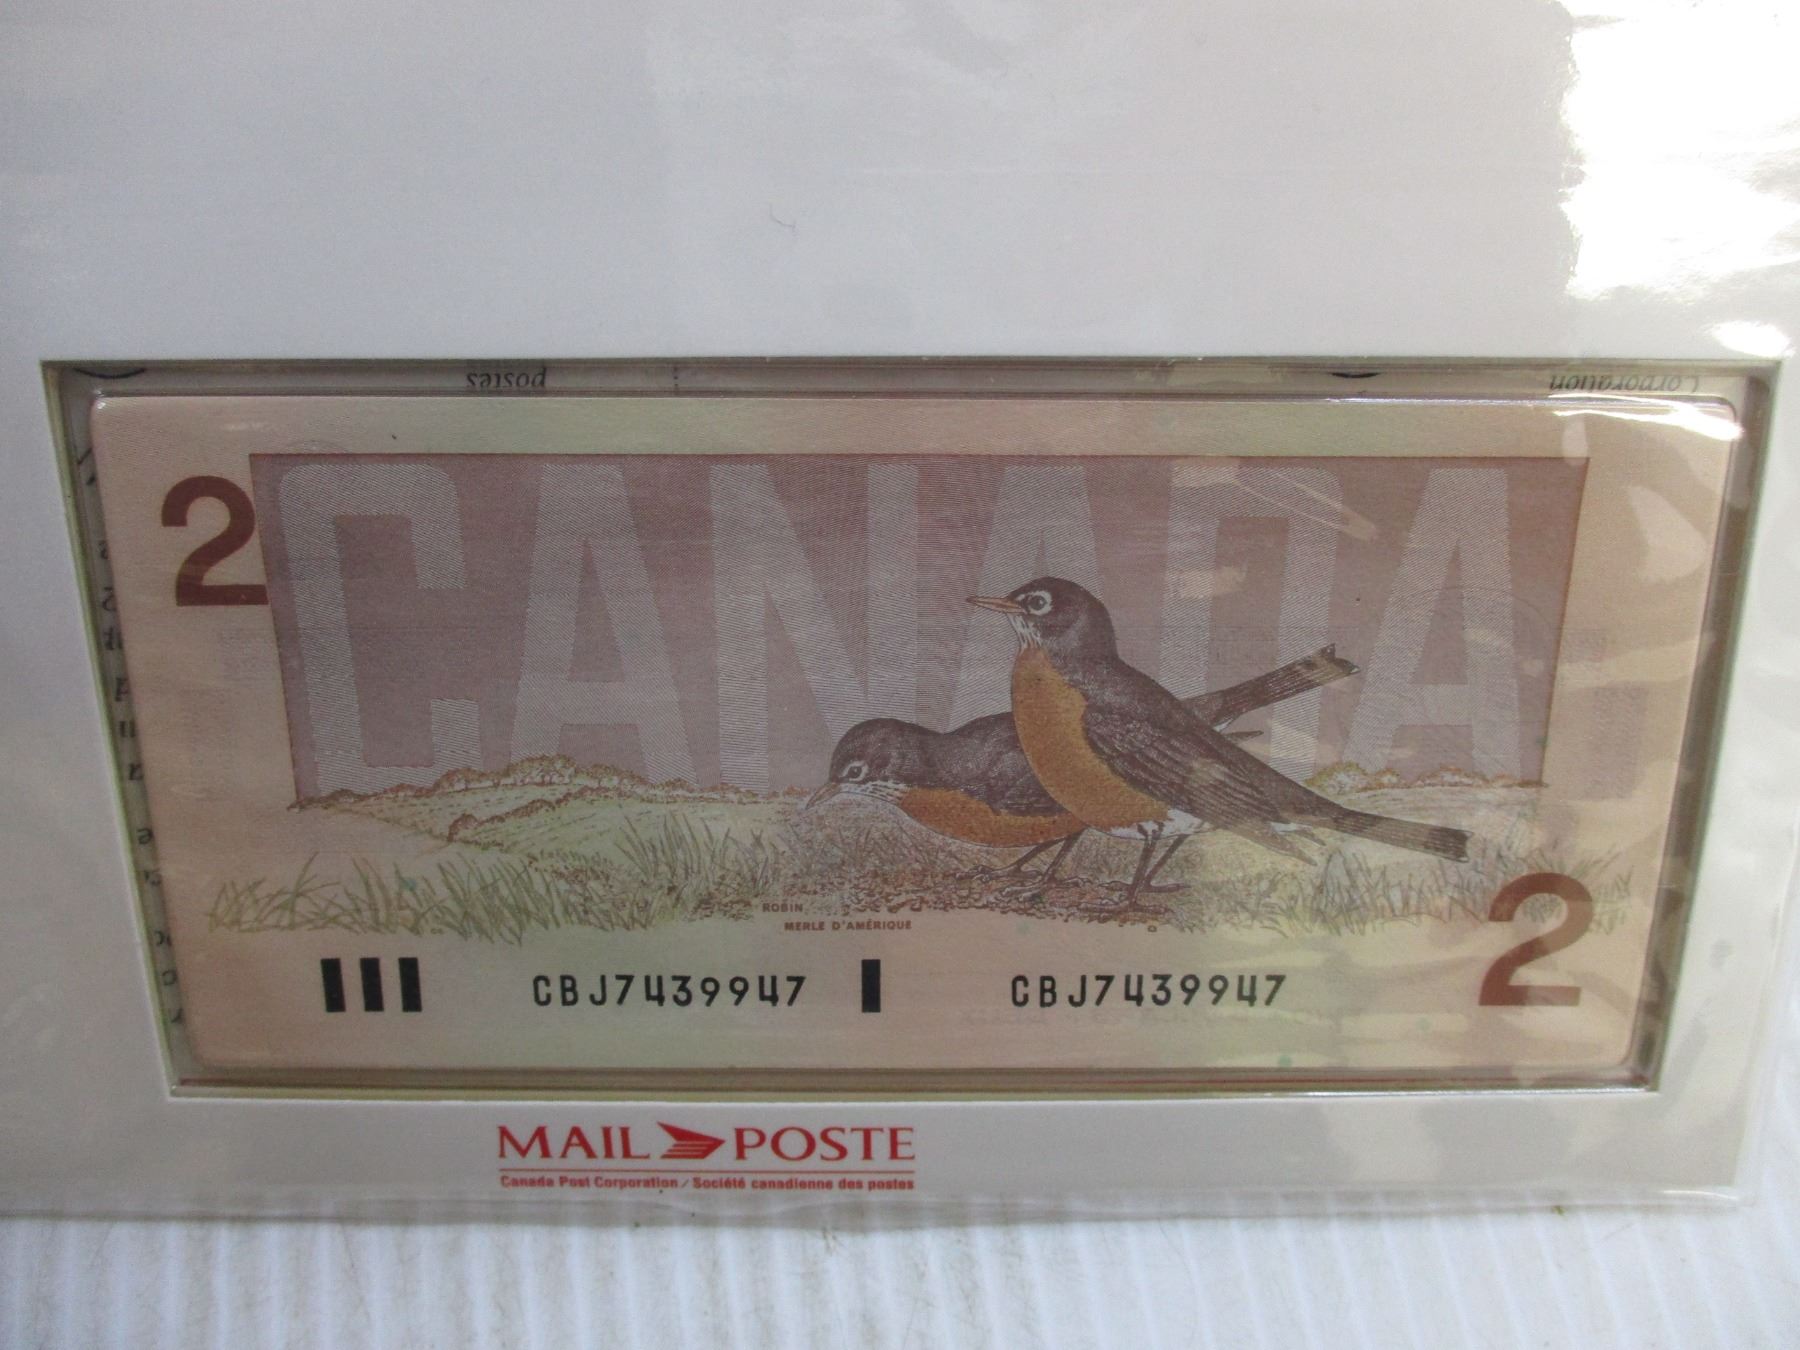 postes
Corporation
2
CANADA
ROBIN
MERLE D'AMÉRIQUE
CBJ7439947 CBJ7439947
2
MAIL POSTE
Canada Post Corporation / Société canadienne des postes